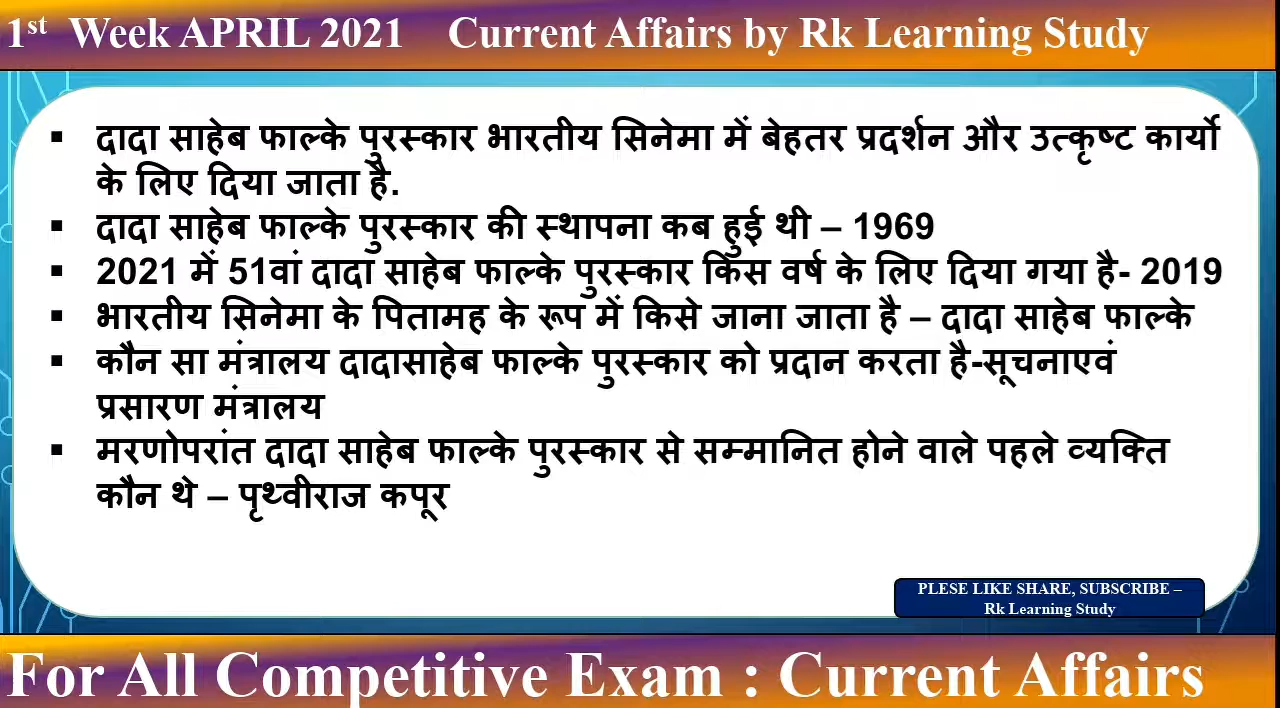 1st Week APRIL 2021 Current Affairs by Rk Learning Study
▪ दादा साहेब फाल्के पुरस्कार भारतीय सिनेमा में बेहतर प्रदर्शन और उत्कृष्ट कार्यो
के लिए दिया जाता है.
▪ दादा साहेब फाल्के पुरस्कार की स्थापना कब हुई थी – 1969
▪ 2021 में 51वां दादा साहेब फाल्के पुरस्कार किस वर्ष के लिए दिया गया है- 2019
▪ भारतीय सिनेमा के पितामह के रूप में किसे जाना जाता है – दादा साहेब फाल्के
▪ कौन सा मंत्रालय दादासाहेब फाल्के पुरस्कार को प्रदान करता है-सूचनाएवं
प्रसारण मंत्रालय
▪ मरणोपरांत दादा साहेब फाल्के पुरस्कार से सम्मानित होने वाले पहले व्यक्ति
कौन थे – पृथ्वीराज कपूर
PLESE LIKE SHARE, SUBSCRIBE –
Rk Learning Study
For All Competitive Exam : Current Affairs